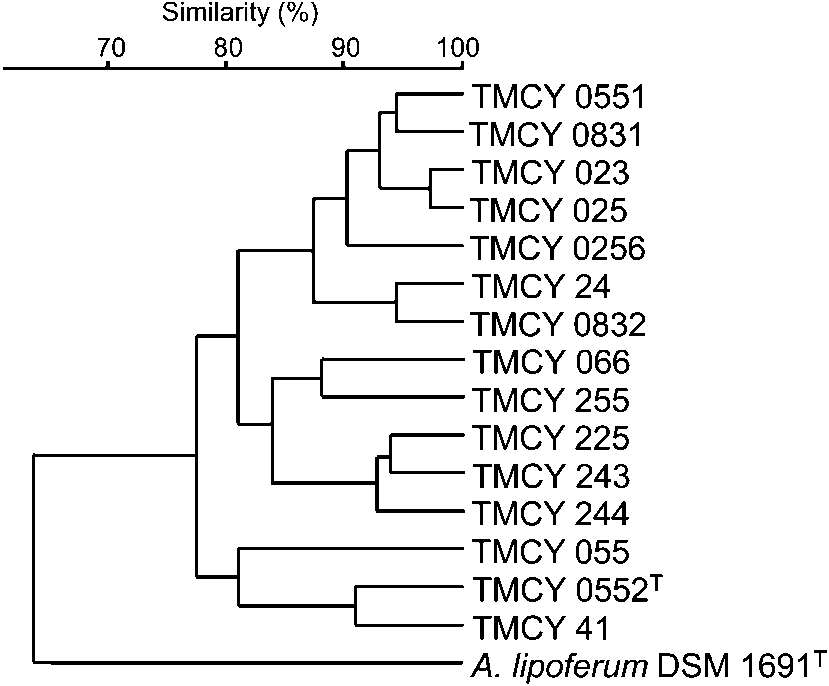 Similarity (%)
70 80 90 100
TMCY 0551
TMCY 0831
TMCY 023
TMCY 025
TMCY 0256
TMCY 24
TMCY 0832
TMCY 066
TMCY 255
TMCY 225
TMCY 243
TMCY 244
TMCY 055
TMCY 0552ᵀ
TMCY 41
A. lipoferum DSM 1691ᵀ